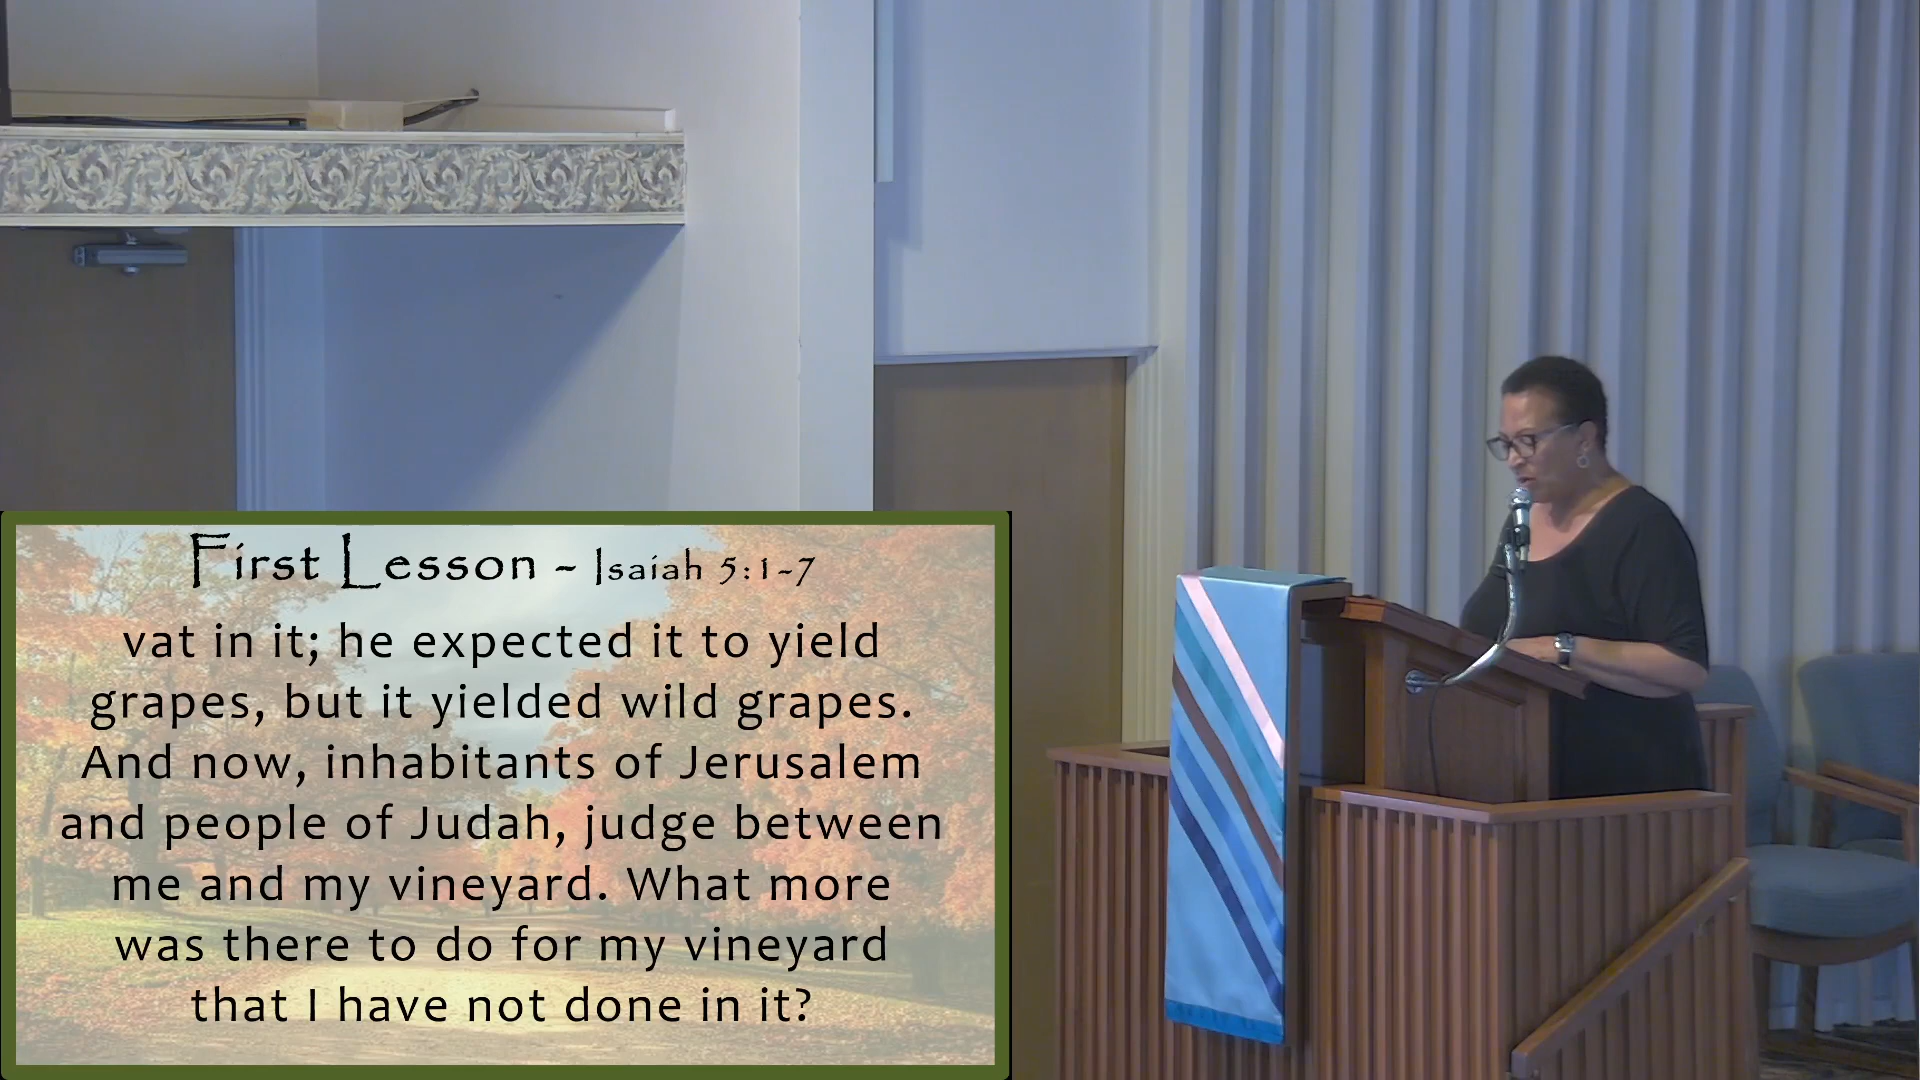 First Lesson - Isaiah 5:1-7
vat in it; he expected it to yield
grapes, but it yielded wild grapes.
And now, inhabitants of Jerusalem
and people of Judah, judge between
me and my vineyard. What more
was there to do for my vineyard
that I have not done in it?